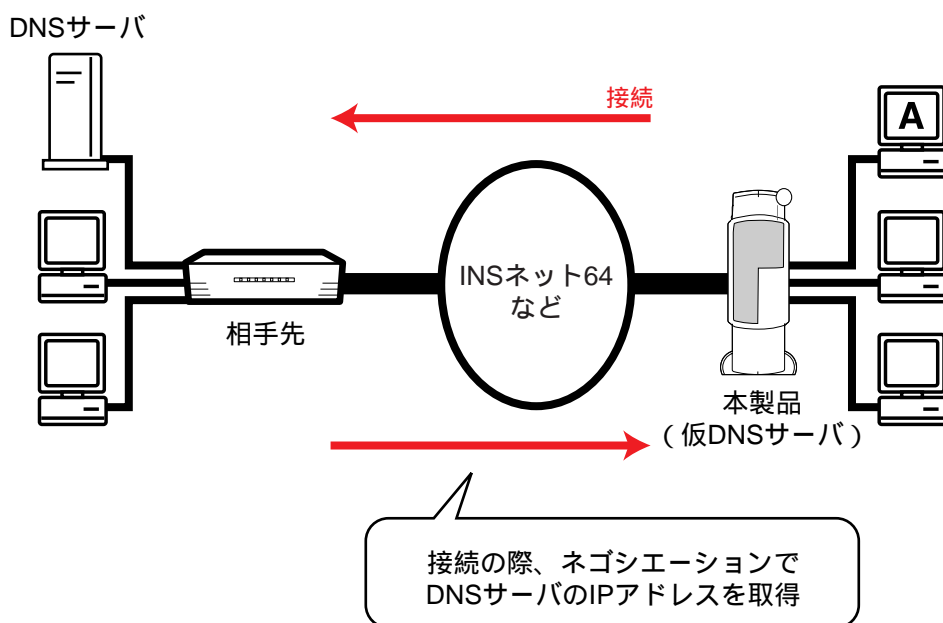 DNSサーバ
接続
A
INSネット64
など
相手先
本製品
(仮DNSサーバ)
接続の際、ネゴシエーションで
DNSサーバのIPアドレスを取得